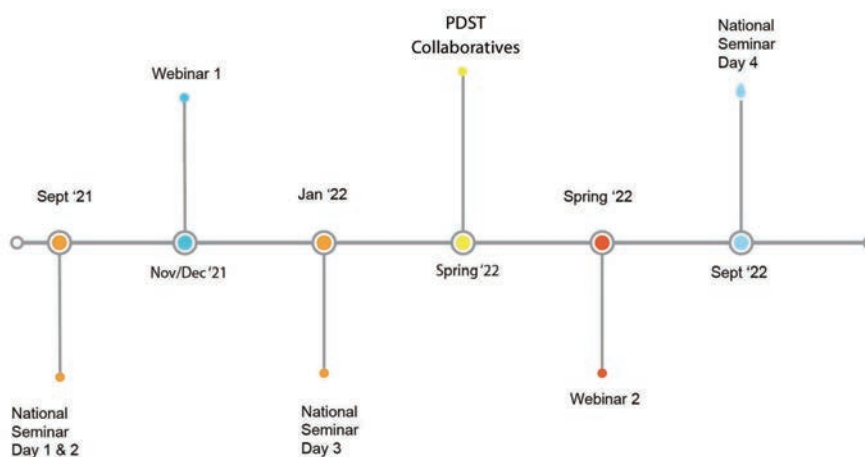 PDST
Collaboratives
National
Seminar
Day 4
Webinar 1
Sept ‘21
Jan ‘22
Spring ‘22
Nov/Dec ‘21
Spring ‘22
Sept ‘22
National
Seminar
Day 1 & 2
National
Seminar
Day 3
Webinar 2